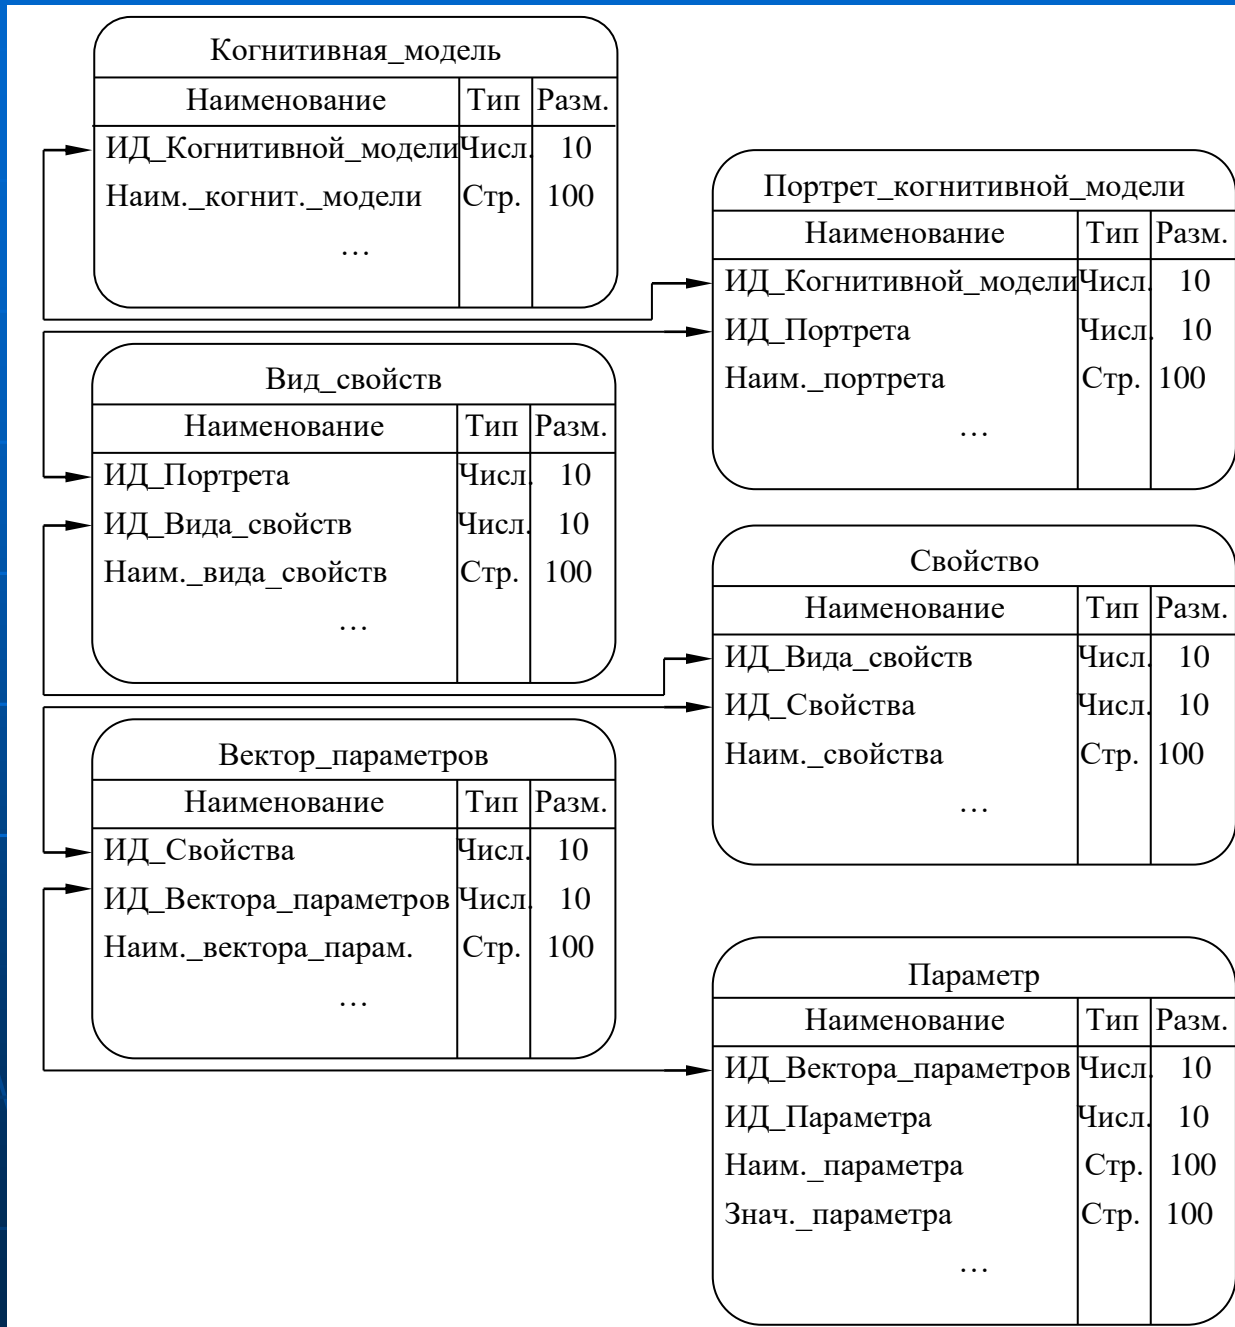 Когнитивная_модель
Наименование Тип Разм.
ИД_Когнитивной_модели Числ. 10
Наим._когнит._модели Стр. 100
…
Портрет_когнитивной_модели
Наименование Тип Разм.
ИД_Когнитивной_модели Числ. 10
ИД_Портрета Числ. 10
Наим._портрета Стр. 100
…
Вид_свойств
Наименование Тип Разм.
ИД_Портрета Числ. 10
ИД_Вида_свойств Числ. 10
Наим._вида_свойств Стр. 100
…
Свойство
Наименование Тип Разм.
ИД_Вида_свойств Числ. 10
ИД_Свойства Числ. 10
Наим._свойства Стр. 100
…
Вектор_параметров
Наименование Тип Разм.
ИД_Свойства Числ. 10
ИД_Вектора_параметров Числ. 10
Наим._вектора_парам. Стр. 100
…
Параметр
Наименование Тип Разм.
ИД_Вектора_параметров Числ. 10
ИД_Параметра Числ. 10
Наим._параметра Стр. 100
Знач._параметра Стр. 100
…